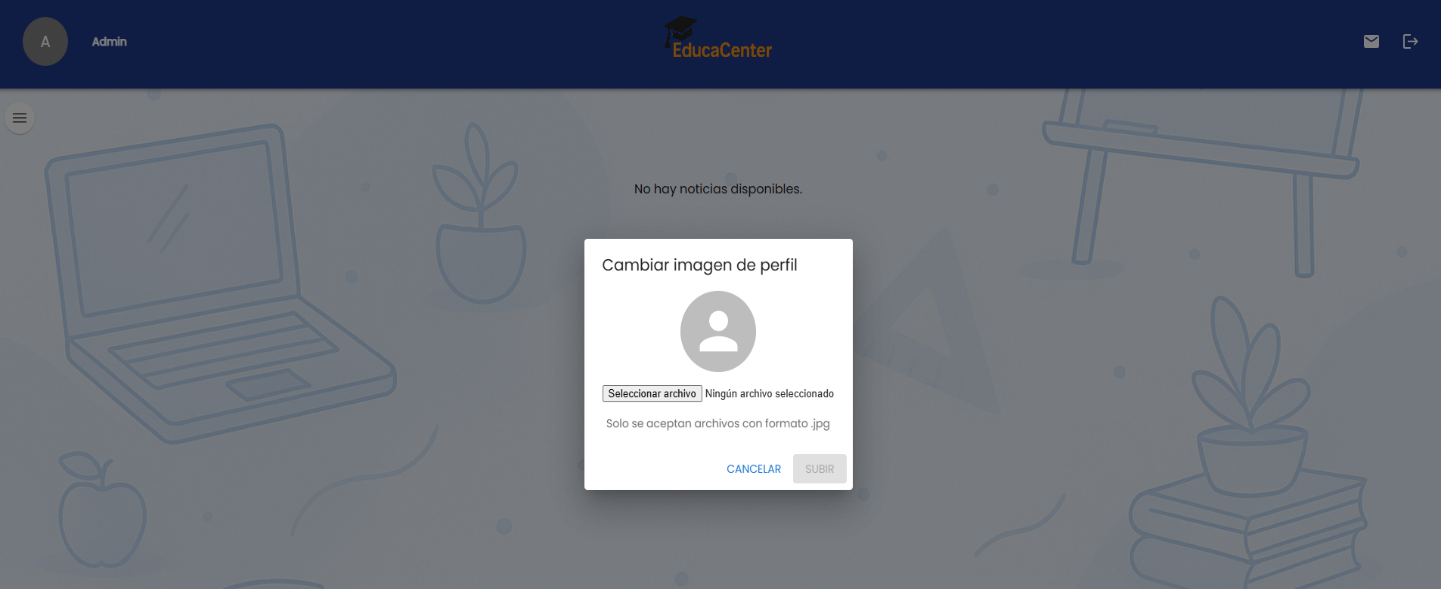 A
Admin
EducaCenter
No hay noticias disponibles.
Cambiar imagen de perfil
Seleccionar archivo Ningún archivo seleccionado
Solo se aceptan archivos con formato .jpg
CANCELAR
SUBIR